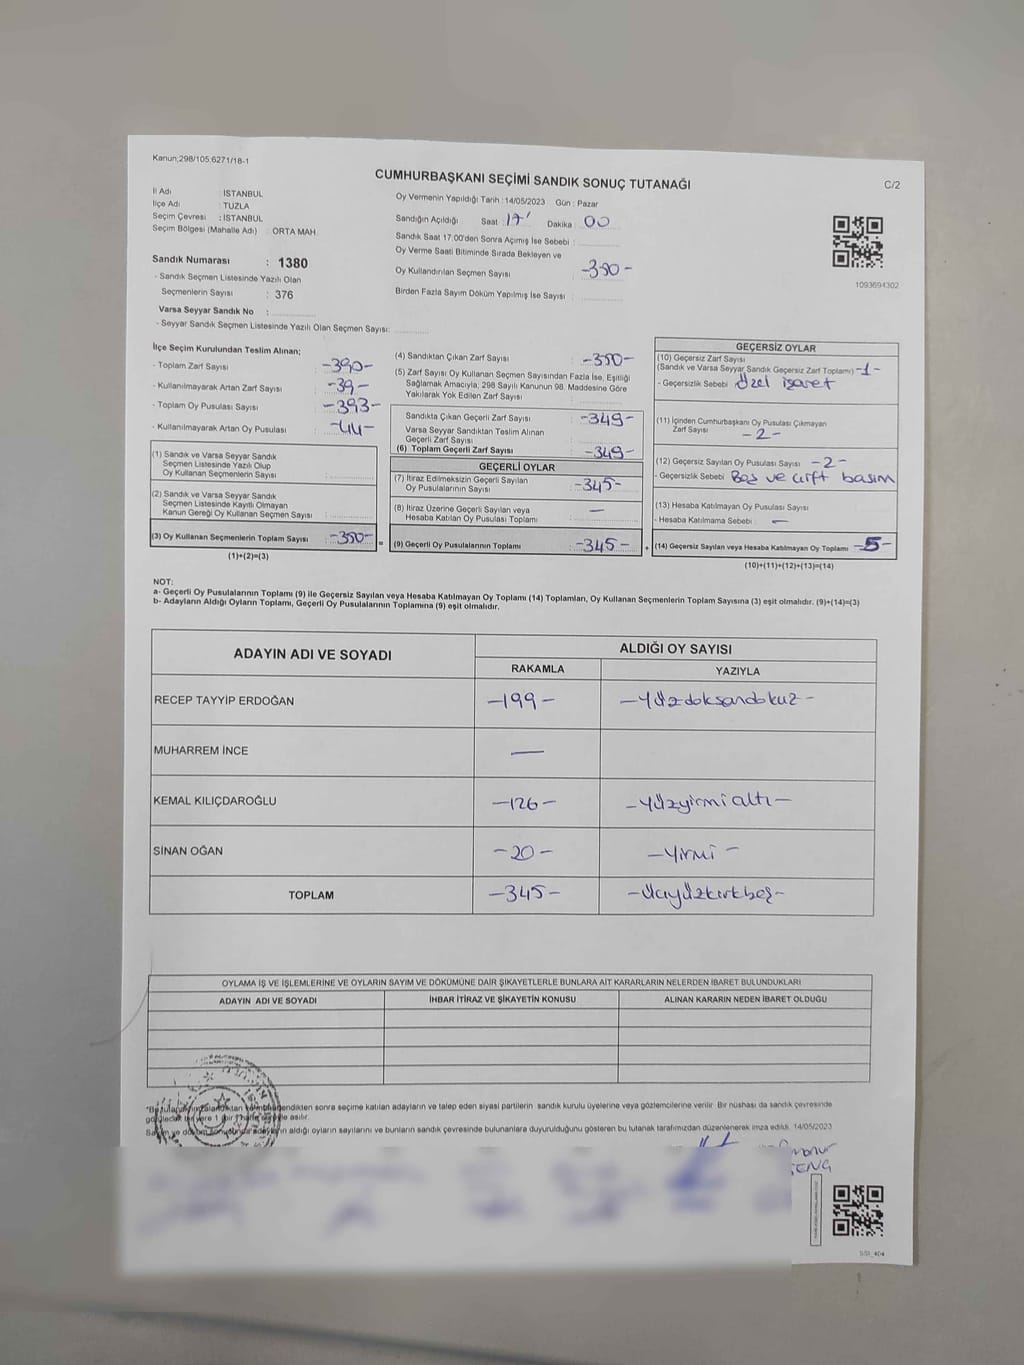 Kanun;298/105;6271/18-1
CUMHURBAŞKANI SEÇİMİ SANDIK SONUÇ TUTANAĞI
C/2
İl Adı : İSTANBUL
İlçe Adı : TUZLA
Seçim Çevresi : İSTANBUL
Seçim Bölgesi (Mahalle Adı) : ORTA MAH.
Sandık Numarası : 1380
- Sandık Seçmen Listesinde Yazılı Olan
Seçmenlerin Sayısı : 376
Varsa Seyyar Sandık No :
- Seyyar Sandık Seçmen Listesinde Yazılı Olan Seçmen Sayısı:
Oy Vermenin Yapıldığı Tarih : 14/05/2023 Gün : Pazar
Sandığın Açıldığı Saat : 17 Dakika : 00
Sandık Saat 17:00'den Sonra Açılmış İse Sebebi :
Oy Verme Saati Bitiminde Sırada Bekleyen ve
Oy Kullandırılan Seçmen Sayısı -350-
Birden Fazla Sayım Döküm Yapılmış İse Sayısı :
1093694302
İlçe Seçim Kurulundan Teslim Alınan;
- Toplam Zarf Sayısı : -390-
- Kullanılmayarak Artan Zarf Sayısı : -39-
- Toplam Oy Pusulası Sayısı : -393-
- Kullanılmayarak Artan Oy Pusulası : -44-
(1) Sandık ve Varsa Seyyar Sandık
Seçmen Listesinde Yazılı Olup
Oy Kullanan Seçmenlerin Sayısı :
(2) Sandık ve Varsa Seyyar Sandık
Seçmen Listesinde Kayıtlı Olmayan
Kanun Gereği Oy Kullanan Seçmen Sayısı :
(3) Oy Kullanan Seçmenlerin Toplam Sayısı : -350-
(1)+(2)=(3)
(4) Sandıktan Çıkan Zarf Sayısı : -350-
(5) Zarf Sayısı Oy Kullanan Seçmen Sayısından Fazla İse, Eşitliği
Sağlamak Amacıyla, 298 Sayılı Kanunun 98. Maddesine Göre
Yakılarak Yok Edilen Zarf Sayısı :
Sandıkta Çıkan Geçerli Zarf Sayısı : -349-
Varsa Seyyar Sandıktan Teslim Alınan
Geçerli Zarf Sayısı :
(6) Toplam Geçerli Zarf Sayısı : -349-
GEÇERLİ OYLAR
(7) İtiraz Edilmeksizin Geçerli Sayılan
Oy Pusulalarının Sayısı : -345-
(8) İtiraz Üzerine Geçerli Sayılan veya
Hesaba Katılan Oy Pusulası Toplamı : —
= (9) Geçerli Oy Pusulalarının Toplamı : -345-
GEÇERSİZ OYLAR
(10) Geçersiz Zarf Sayısı
(Sandık ve Varsa Seyyar Sandık Geçersiz Zarf Toplamı) -1-
- Geçersizlik Sebebi : Özel işaret
(11) İçinden Cumhurbaşkanı Oy Pusulası Çıkmayan
Zarf Sayısı -2-
(12) Geçersiz Sayılan Oy Pusulası Sayısı -2-
- Geçersizlik Sebebi Boş ve çift basım
(13) Hesaba Katılmayan Oy Pusulası Sayısı
- Hesaba Katılmama Sebebi : —
+ (14) Geçersiz Sayılan veya Hesaba Katılmayan Oy Toplamı -5-
(10)+(11)+(12)+(13)=(14)
NOT:
a- Geçerli Oy Pusulalarının Toplamı (9) ile Geçersiz Sayılan veya Hesaba Katılmayan Oy Toplamı (14) Toplamları, Oy Kullanan Seçmenlerin Toplam Sayısına (3) eşit olmalıdır. (9)+(14)=(3)
b- Adayların Aldığı Oyların Toplamı, Geçerli Oy Pusulalarının Toplamına (9) eşit olmalıdır.
ADAYIN ADI VE SOYADI
ALDIĞI OY SAYISI
RAKAMLA YAZIYLA
RECEP TAYYİP ERDOĞAN -199- -Yüzdoksandokuz-
MUHARREM İNCE —
KEMAL KILIÇDAROĞLU -126- -Yüzyirmialtı-
SİNAN OĞAN -20- -Yirmi-
TOPLAM -345- -Üçyüzkırkbeş-
OYLAMA İŞ VE İŞLEMLERİNE VE OYLARIN SAYIM VE DÖKÜMÜNE DAİR ŞİKAYETLERLE BUNLARA AİT KARARLARIN NELERDEN İBARET BULUNDUKLARI
ADAYIN ADI VE SOYADI İHBAR İTİRAZ VE ŞİKAYETİN KONUSU ALINAN KARARIN NEDEN İBARET OLDUĞU
sonra seçime katılan adayların ve talep eden siyasi partilerin sandık kurulu üyelerine veya gözlemcilerine verilir. Bir nüshası da sandık çevresinde
asılır.
aldığı oyların sayılarını ve bunların sandık çevresinde bulunanlara duyurulduğunu gösteren bu tutanak tarafımızdan düzenlenerek imza edildi. 14/05/2023
SSI_404